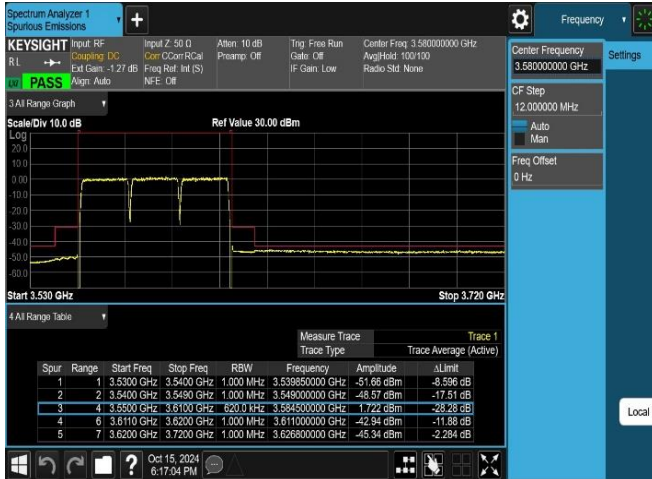 Spectrum Analyzer 1
Spurious Emissions
Frequency
KEYSIGHT
RL
PASS
Input: RF
Coupling: DC
Ext Gain: -1.27 dB
Align: Auto
Input Z: 50 Ω
Corr CCorr RCal
Freq Ref: Int (S)
NFE: Off
Atten: 10 dB
Preamp: Off
Trig: Free Run
Gate: Off
IF Gain: Low
Center Freq: 3.580000000 GHz
Avg|Hold: 100/100
Radio Std: None
Center Frequency
3.580000000 GHz
Settings
CF Step
12.000000 MHz
Auto
Man
Freq Offset
0 Hz
3 All Range Graph
Scale/Div 10.0 dB
Ref Value 30.00 dBm
Log
20.0
10.0
0.00
-10.0
-20.0
-30.0
-40.0
-50.0
-60.0
Start 3.530 GHz
Stop 3.720 GHz
4 All Range Table
Measure Trace Trace 1
Trace Type Trace Average (Active)
Spur Range Start Freq Stop Freq RBW Frequency Amplitude ΔLimit
1 1 3.5300 GHz 3.5400 GHz 1.000 MHz 3.539850000 GHz -51.66 dBm -8.596 dB
2 2 3.5400 GHz 3.5490 GHz 1.000 MHz 3.549000000 GHz -48.57 dBm -17.51 dB
3 4 3.5500 GHz 3.6100 GHz 620.0 kHz 3.584500000 GHz 1.722 dBm -28.28 dB
4 6 3.6110 GHz 3.6200 GHz 1.000 MHz 3.611000000 GHz -42.94 dBm -11.88 dB
5 7 3.6200 GHz 3.7200 GHz 1.000 MHz 3.626800000 GHz -45.34 dBm -2.284 dB
Local
?
Oct 15, 2024
6:17:04 PM